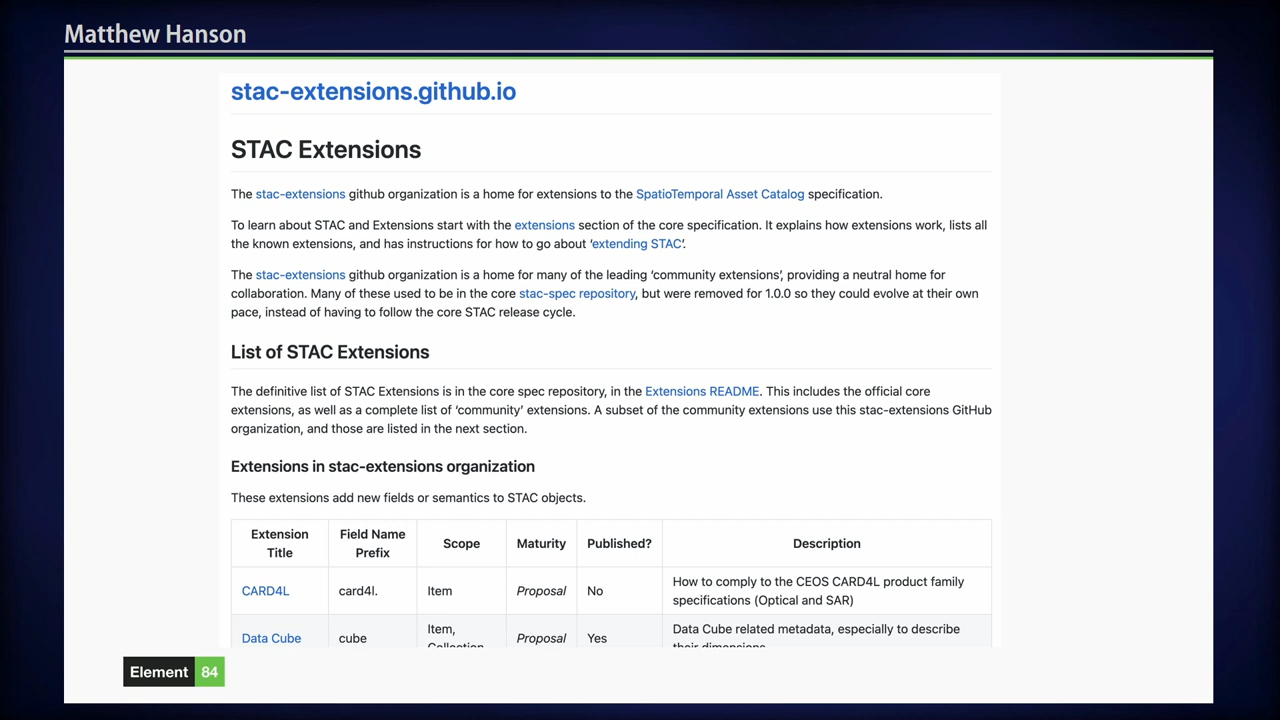 Matthew Hanson
stac-extensions.github.io
STAC Extensions
The stac-extensions github organization is a home for extensions to the SpatioTemporal Asset Catalog specification.
To learn about STAC and Extensions start with the extensions section of the core specification. It explains how extensions work, lists all
the known extensions, and has instructions for how to go about ‘extending STAC’.
The stac-extensions github organization is a home for many of the leading ‘community extensions’, providing a neutral home for
collaboration. Many of these used to be in the core stac-spec repository, but were removed for 1.0.0 so they could evolve at their own
pace, instead of having to follow the core STAC release cycle.
List of STAC Extensions
The definitive list of STAC Extensions is in the core spec repository, in the Extensions README. This includes the official core
extensions, as well as a complete list of ‘community’ extensions. A subset of the community extensions use this stac-extensions GitHub
organization, and those are listed in the next section.
Extensions in stac-extensions organization
These extensions add new fields or semantics to STAC objects.
Extension Title
Field Name Prefix
Scope
Maturity
Published?
Description
CARD4L
card4l.
Item
Proposal
No
How to comply to the CEOS CARD4L product family
specifications (Optical and SAR)
Data Cube
cube
Item,
Collection
Proposal
Yes
Data Cube related metadata, especially to describe
their dimensions
Element 84